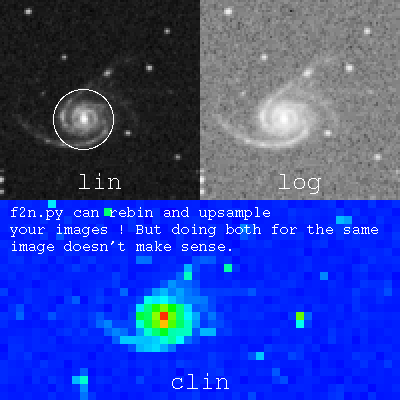 lin
log
f2n.py can rebin and upsample
your images ! But doing both for the same
image doesn't make sense.
clin